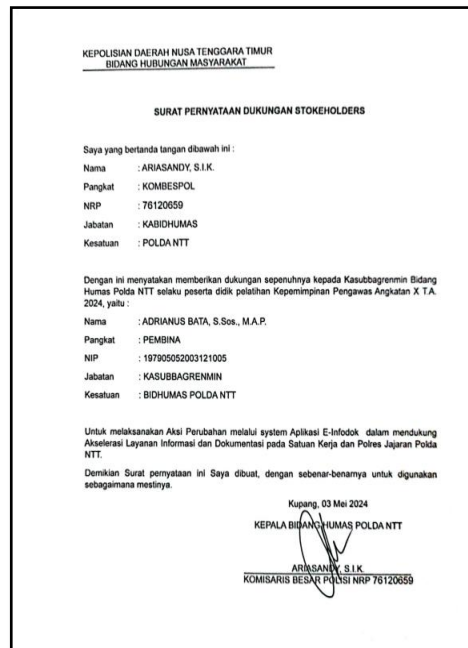 KEPOLISIAN DAERAH NUSA TENGGARA TIMUR
BIDANG HUBUNGAN MASYARAKAT
SURAT PERNYATAAN DUKUNGAN STOKEHOLDERS
Saya yang bertanda tangan dibawah ini :
Nama : ARIASANDY, S.I.K.
Pangkat : KOMBESPOL
NRP : 76120659
Jabatan : KABIDHUMAS
Kesatuan : POLDA NTT
Dengan ini menyatakan memberikan dukungan sepenuhnya kepada Kasubbagrenmin Bidang
Humas Polda NTT selaku peserta didik pelatihan Kepemimpinan Pengawas Angkatan X T.A.
2024, yaitu :
Nama : ADRIANUS BATA, S.Sos., M.A.P.
Pangkat : PEMBINA
NIP : 197905052003121005
Jabatan : KASUBBAGRENMIN
Kesatuan : BIDHUMAS POLDA NTT
Untuk melaksanakan Aksi Perubahan melalui system Aplikasi E-Infodok dalam mendukung
Akselerasi Layanan Informasi dan Dokumentasi pada Satuan Kerja dan Polres Jajaran Polda
NTT.
Demikian Surat pernyataan ini Saya dibuat, dengan sebenar-benarnya untuk digunakan
sebagaimana mestinya.
Kupang, 03 Mei 2024
KEPALA BIDANG HUMAS POLDA NTT
ARIASANDY, S.I.K.
KOMISARIS BESAR POLISI NRP 76120659